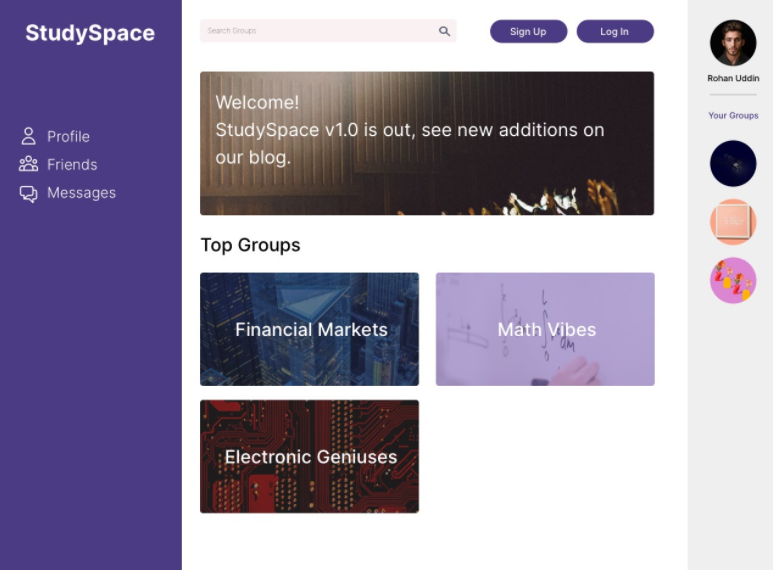 StudySpace
Profile
Friends
Messages
Search Groups
Sign Up
Log In
Welcome!
StudySpace v1.0 is out, see new additions on
our blog.
Top Groups
Financial Markets
Math Vibes
Electronic Geniuses
Rohan Uddin
Your Groups